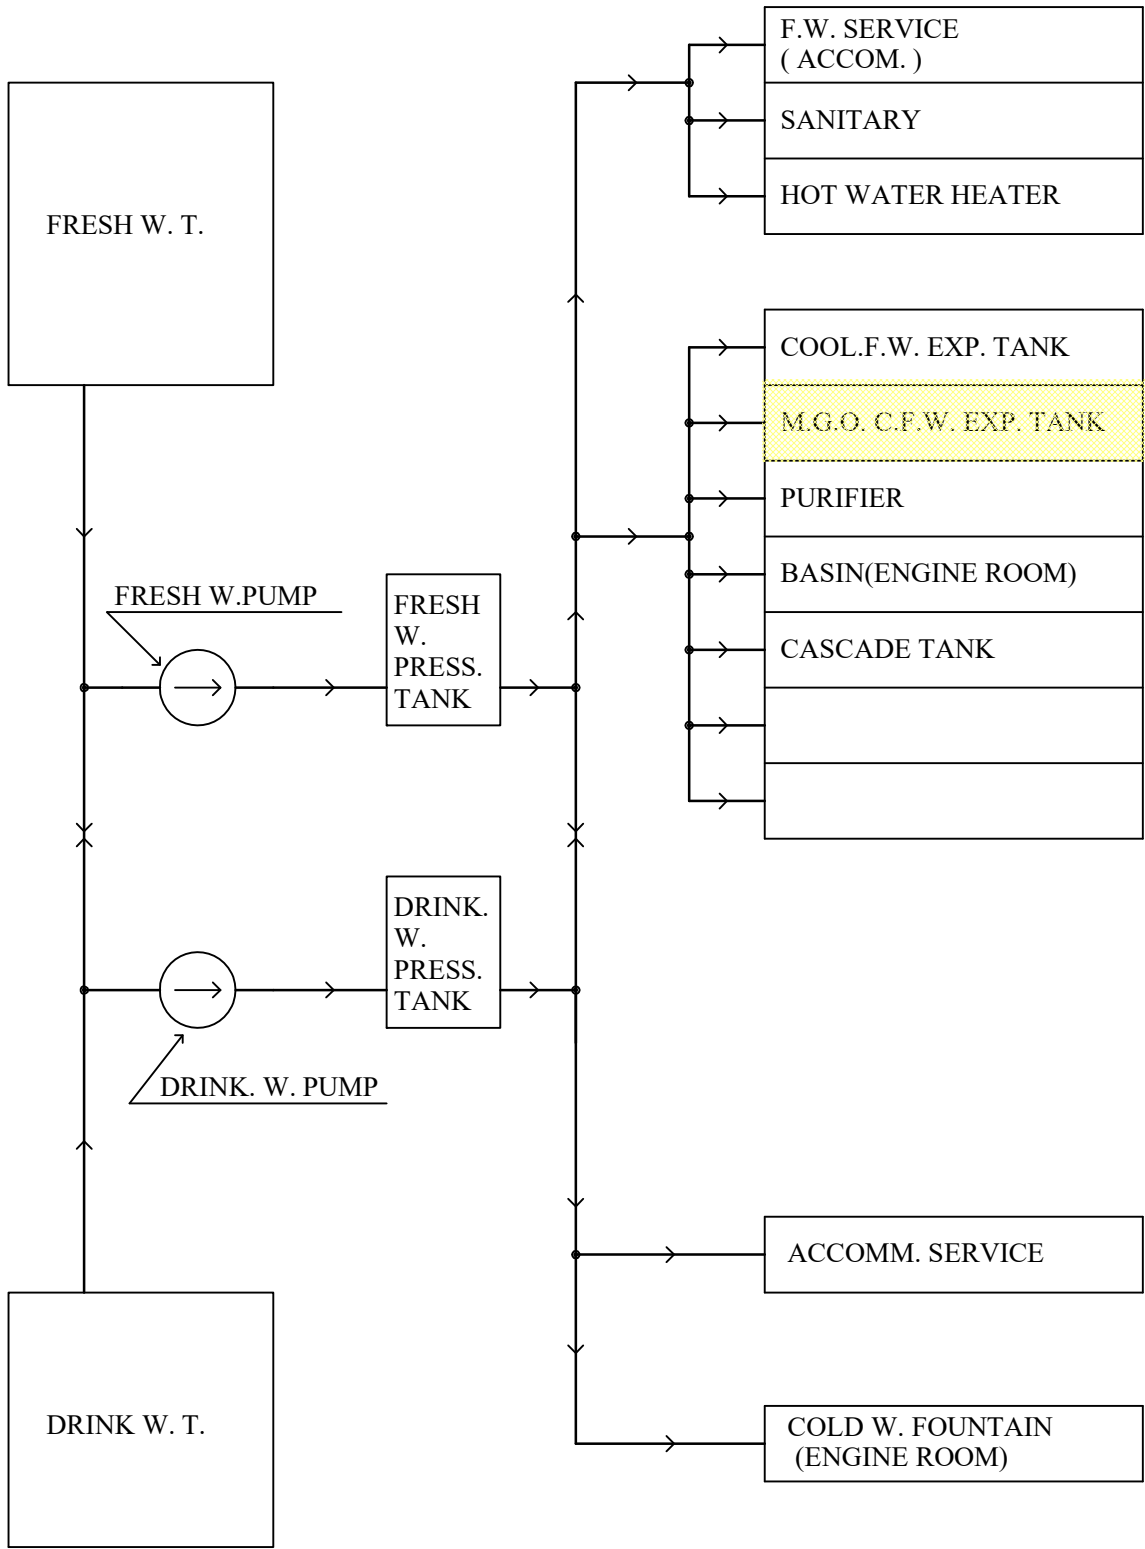 F.W. SERVICE
( ACCOM. )
SANITARY
HOT WATER HEATER
FRESH W. T.
COOL.F.W. EXP. TANK
M.G.O. C.F.W. EXP. TANK
PURIFIER
BASIN(ENGINE ROOM)
CASCADE TANK
FRESH W.PUMP
FRESH
W.
PRESS.
TANK
DRINK.
W.
PRESS.
TANK
DRINK. W. PUMP
ACCOMM. SERVICE
DRINK W. T.
COLD W. FOUNTAIN
(ENGINE ROOM)